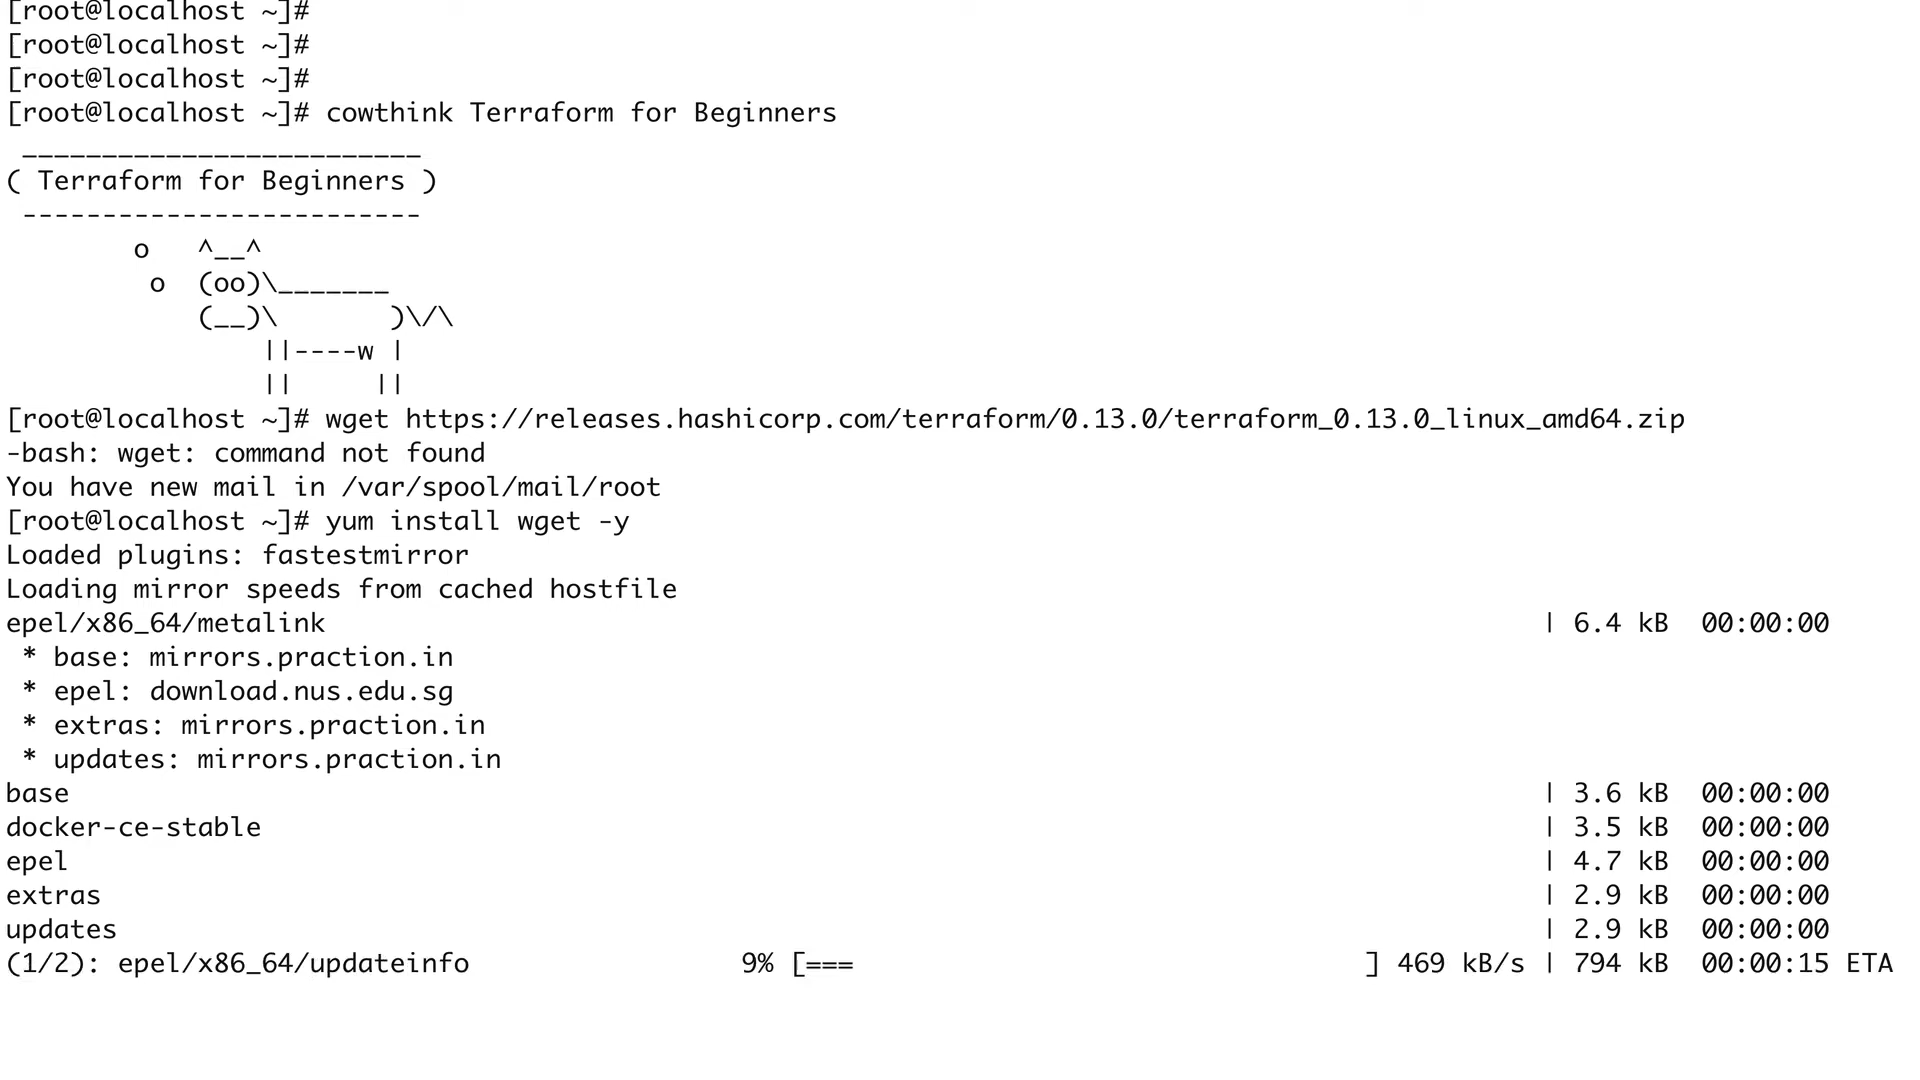 [root@localhost ~]#
[root@localhost ~]#
[root@localhost ~]#
[root@localhost ~]# cowthink Terraform for Beginners
 _________________________
( Terraform for Beginners )
 -------------------------
        o   ^__^
         o  (oo)\_______
            (__)\       )\/\
                ||----w |
                ||     ||
[root@localhost ~]# wget https://releases.hashicorp.com/terraform/0.13.0/terraform_0.13.0_linux_amd64.zip
-bash: wget: command not found
You have new mail in /var/spool/mail/root
[root@localhost ~]# yum install wget -y
Loaded plugins: fastestmirror
Loading mirror speeds from cached hostfile
epel/x86_64/metalink | 6.4 kB  00:00:00
 * base: mirrors.praction.in
 * epel: download.nus.edu.sg
 * extras: mirrors.praction.in
 * updates: mirrors.praction.in
base | 3.6 kB  00:00:00
docker-ce-stable | 3.5 kB  00:00:00
epel | 4.7 kB  00:00:00
extras | 2.9 kB  00:00:00
updates | 2.9 kB  00:00:00
(1/2): epel/x86_64/updateinfo 9% [=== ] 469 kB/s | 794 kB  00:00:15 ETA